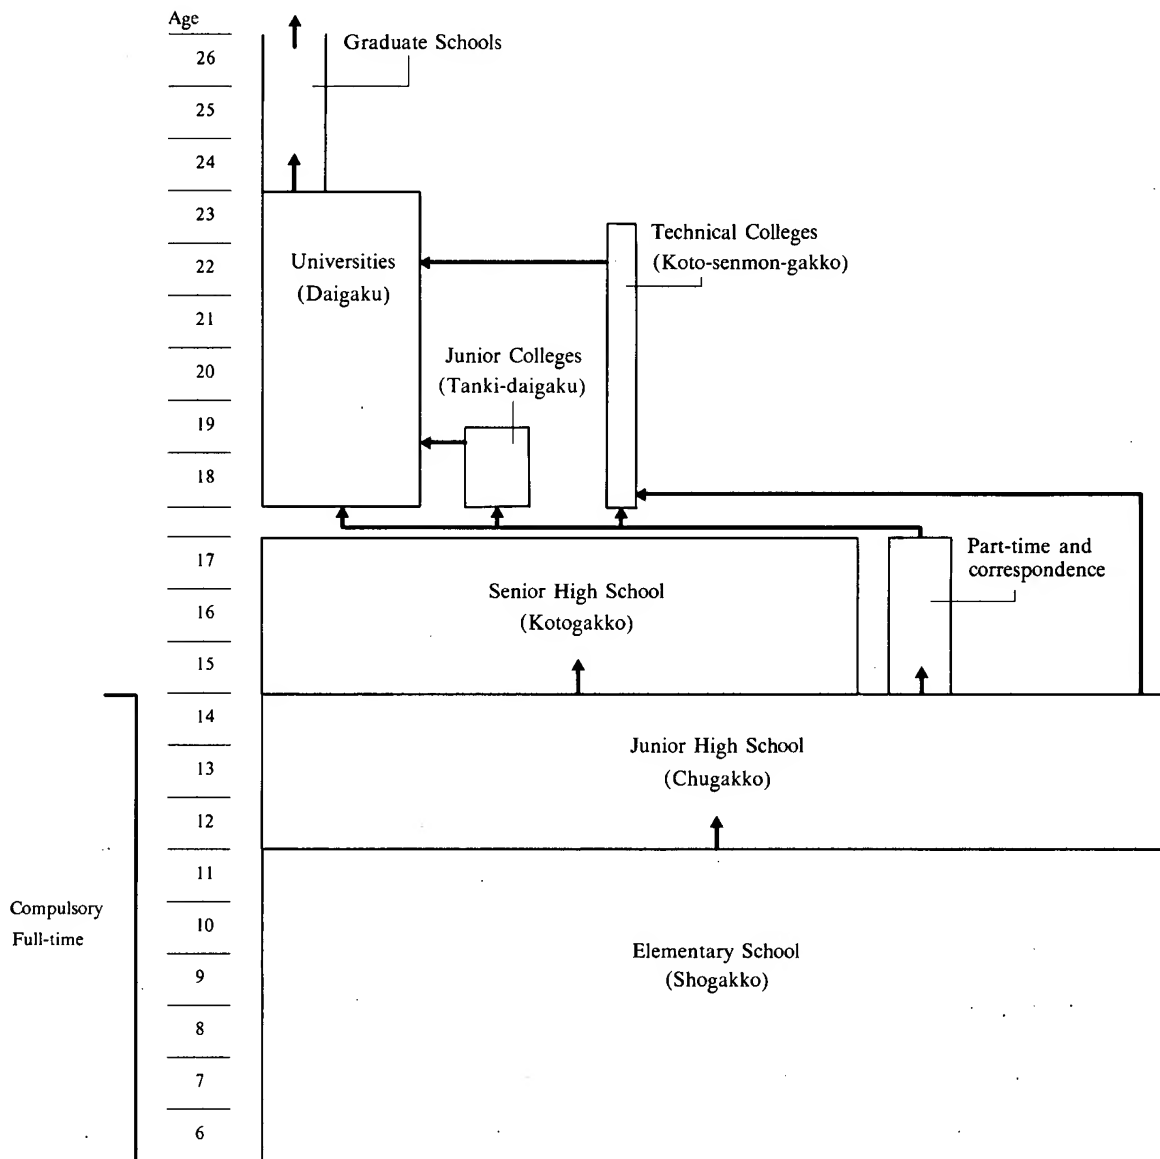 Age
26
25
24
23
22
21
20
19
18
17
16
15
14
13
12
11
10
9
8
7
6
Graduate Schools
Universities
(Daigaku)
Technical Colleges
(Koto-senmon-gakko)
Junior Colleges
(Tanki-daigaku)
Part-time and
correspondence
Senior High School
(Kotogakko)
Junior High School
(Chugakko)
Compulsory
Full-time
Elementary School
(Shogakko)